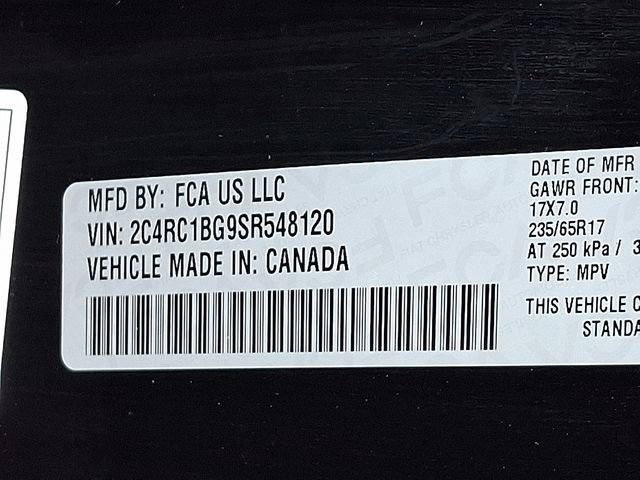 MFD BY: FCA US LLC
VIN: 2C4RC1BG9SR548120
VEHICLE MADE IN: CANADA
DATE OF MFR
GAWR FRONT:
17X7.0
235/65R17
AT 250 kPa / 3
TYPE: MPV
THIS VEHICLE C
STANDA